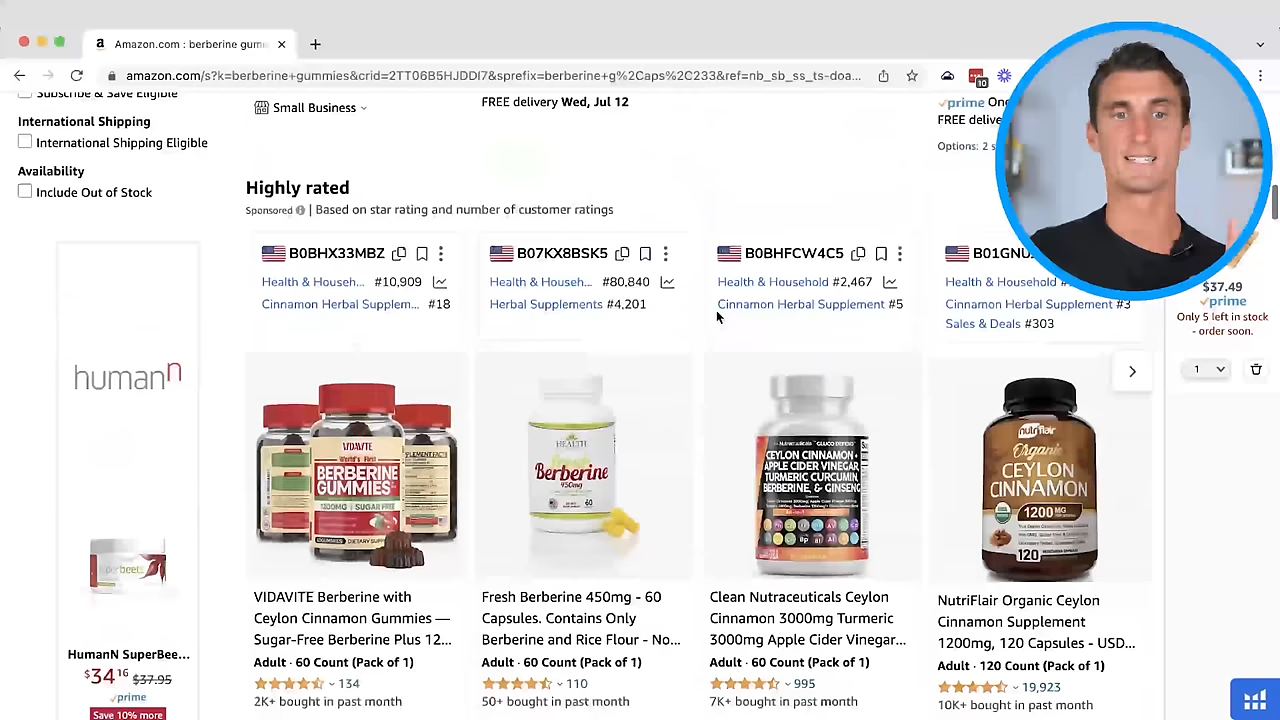 Amazon.com : berberine gumm
amazon.com/s?k=berberine+gummies&crid=2TT06B5HJDDI7&sprefix=berberine+g%2Caps%2C233&ref=nb_sb_ss_ts-doa...
10
Subscribe & Save Eligible
International Shipping
International Shipping Eligible
Availability
Include Out of Stock
Small Business
FREE delivery Wed, Jul 12
prime One
FREE delive
Options: 2 s
Highly rated
Sponsored | Based on star rating and number of customer ratings
B0BHX33MBZ
Health & Househ... #10,909
Cinnamon Herbal Supplem... #18
B07KX8BSK5
Health & Househ... #80,840
Herbal Supplements #4,201
B0BHFCW4C5
Health & Household #2,467
Cinnamon Herbal Supplement #5
B01GNU
Health & Household
Cinnamon Herbal Supplement #3
Sales & Deals #303
$37.49
prime
Only 5 left in stock
- order soon.
1
humann
HumanN SuperBee...
$34.16 $37.95
prime
Save 10% more
VIDAVITE
World's First
BERBERINE
GUMMIES
1200MG | SUGAR FREE
HEALTH
Berberine
450mg
60
CEYLON CINNAMON +
APPLE CIDER VINEGAR
TURMERIC CURCUMIN
BERBERINE, & GINSENG
nutriflair
Organic
CEYLON
CINNAMON
1200 MG
120
VIDAVITE Berberine with
Ceylon Cinnamon Gummies —
Sugar-Free Berberine Plus 12...
Adult · 60 Count (Pack of 1)
134
2K+ bought in past month
Fresh Berberine 450mg - 60
Capsules. Contains Only
Berberine and Rice Flour - No...
Adult · 60 Count (Pack of 1)
110
50+ bought in past month
Clean Nutraceuticals Ceylon
Cinnamon 3000mg Turmeric
3000mg Apple Cider Vinegar...
Adult · 60 Count (Pack of 1)
995
7K+ bought in past month
NutriFlair Organic Ceylon
Cinnamon Supplement
1200mg, 120 Capsules - USD...
Adult · 120 Count (Pack of 1)
19,923
10K+ bought in past month